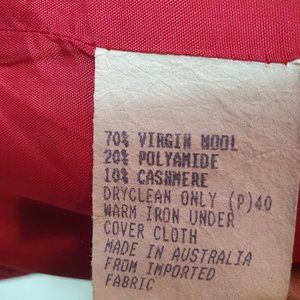 70% VIRGIN WOOL
20% POLYAMIDE
10% CASHMERE
DRYCLEAN ONLY (P)40
WARM IRON UNDER
COVER CLOTH
MADE IN AUSTRALIA
FROM IMPORTED
FABRIC